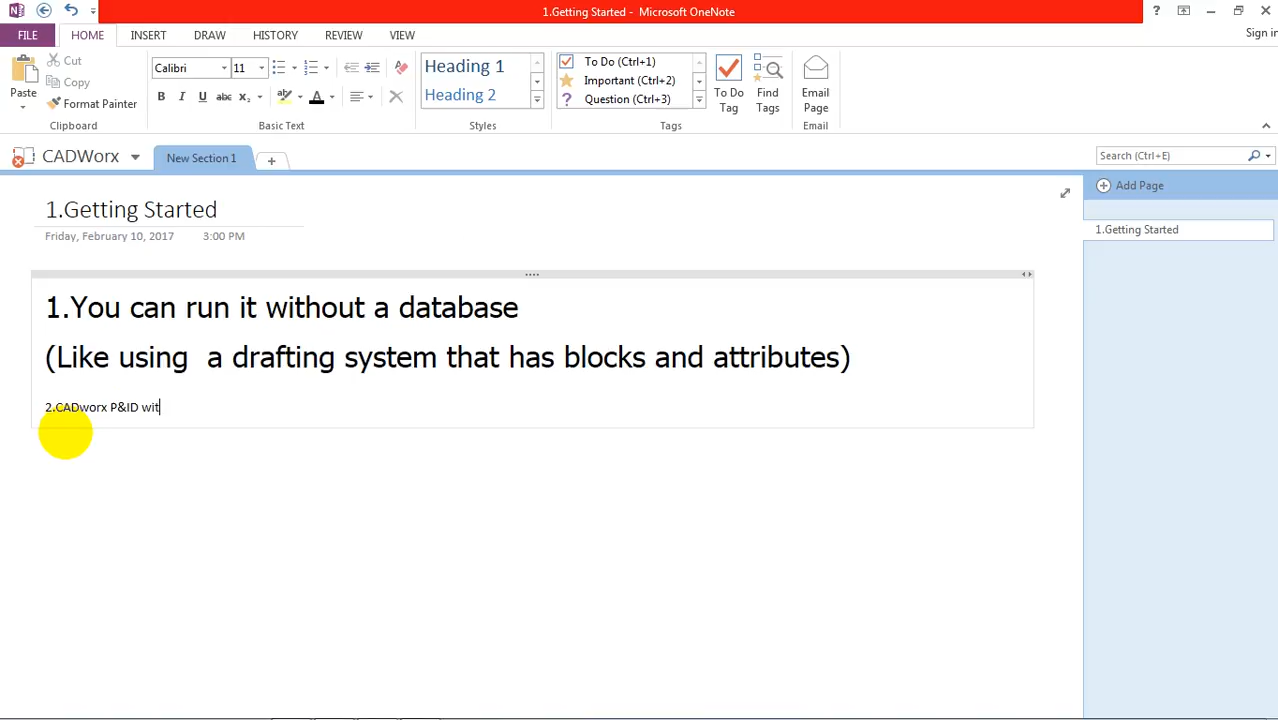 1.Getting Started - Microsoft OneNote
?
Sign in
FILE HOME INSERT DRAW HISTORY REVIEW VIEW
Paste
Cut
Copy
Format Painter
Clipboard
Calibri 11
B I U abc X₂ aby A
Basic Text
Heading 1
Heading 2
Styles
To Do (Ctrl+1)
Important (Ctrl+2)
? Question (Ctrl+3)
To Do Tag
Find Tags
Tags
Email Page
Email
CADWorx
New Section 1
+
Search (Ctrl+E)
Add Page
1.Getting Started
1.Getting Started
Friday, February 10, 2017 3:00 PM
1.You can run it without a database
(Like using a drafting system that has blocks and attributes)
2.CADworx P&ID wit